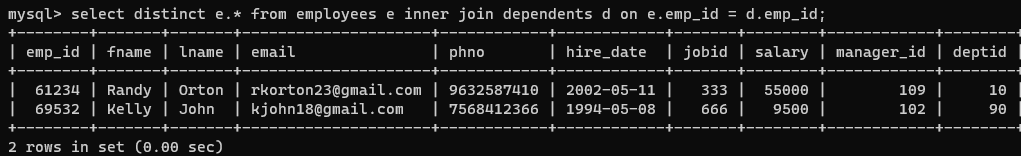 mysql> select distinct e.* from employees e inner join dependents d on e.emp_id = d.emp_id;
+--------+-------+-------+--------------------+------------+------------+-------+--------+------------+--------+
| emp_id | fname | lname | email              | phno       | hire_date  | jobid | salary | manager_id | deptid |
+--------+-------+-------+--------------------+------------+------------+-------+--------+------------+--------+
|  61234 | Randy | Orton | rkorton23@gmail.com | 9632587410 | 2002-05-11 |   333 |  55000 |        109 |     10 |
|  69532 | Kelly | John  | kjohn18@gmail.com  | 7568412366 | 1994-05-08 |   666 |   9500 |        102 |     90 |
+--------+-------+-------+--------------------+------------+------------+-------+--------+------------+--------+
2 rows in set (0.00 sec)